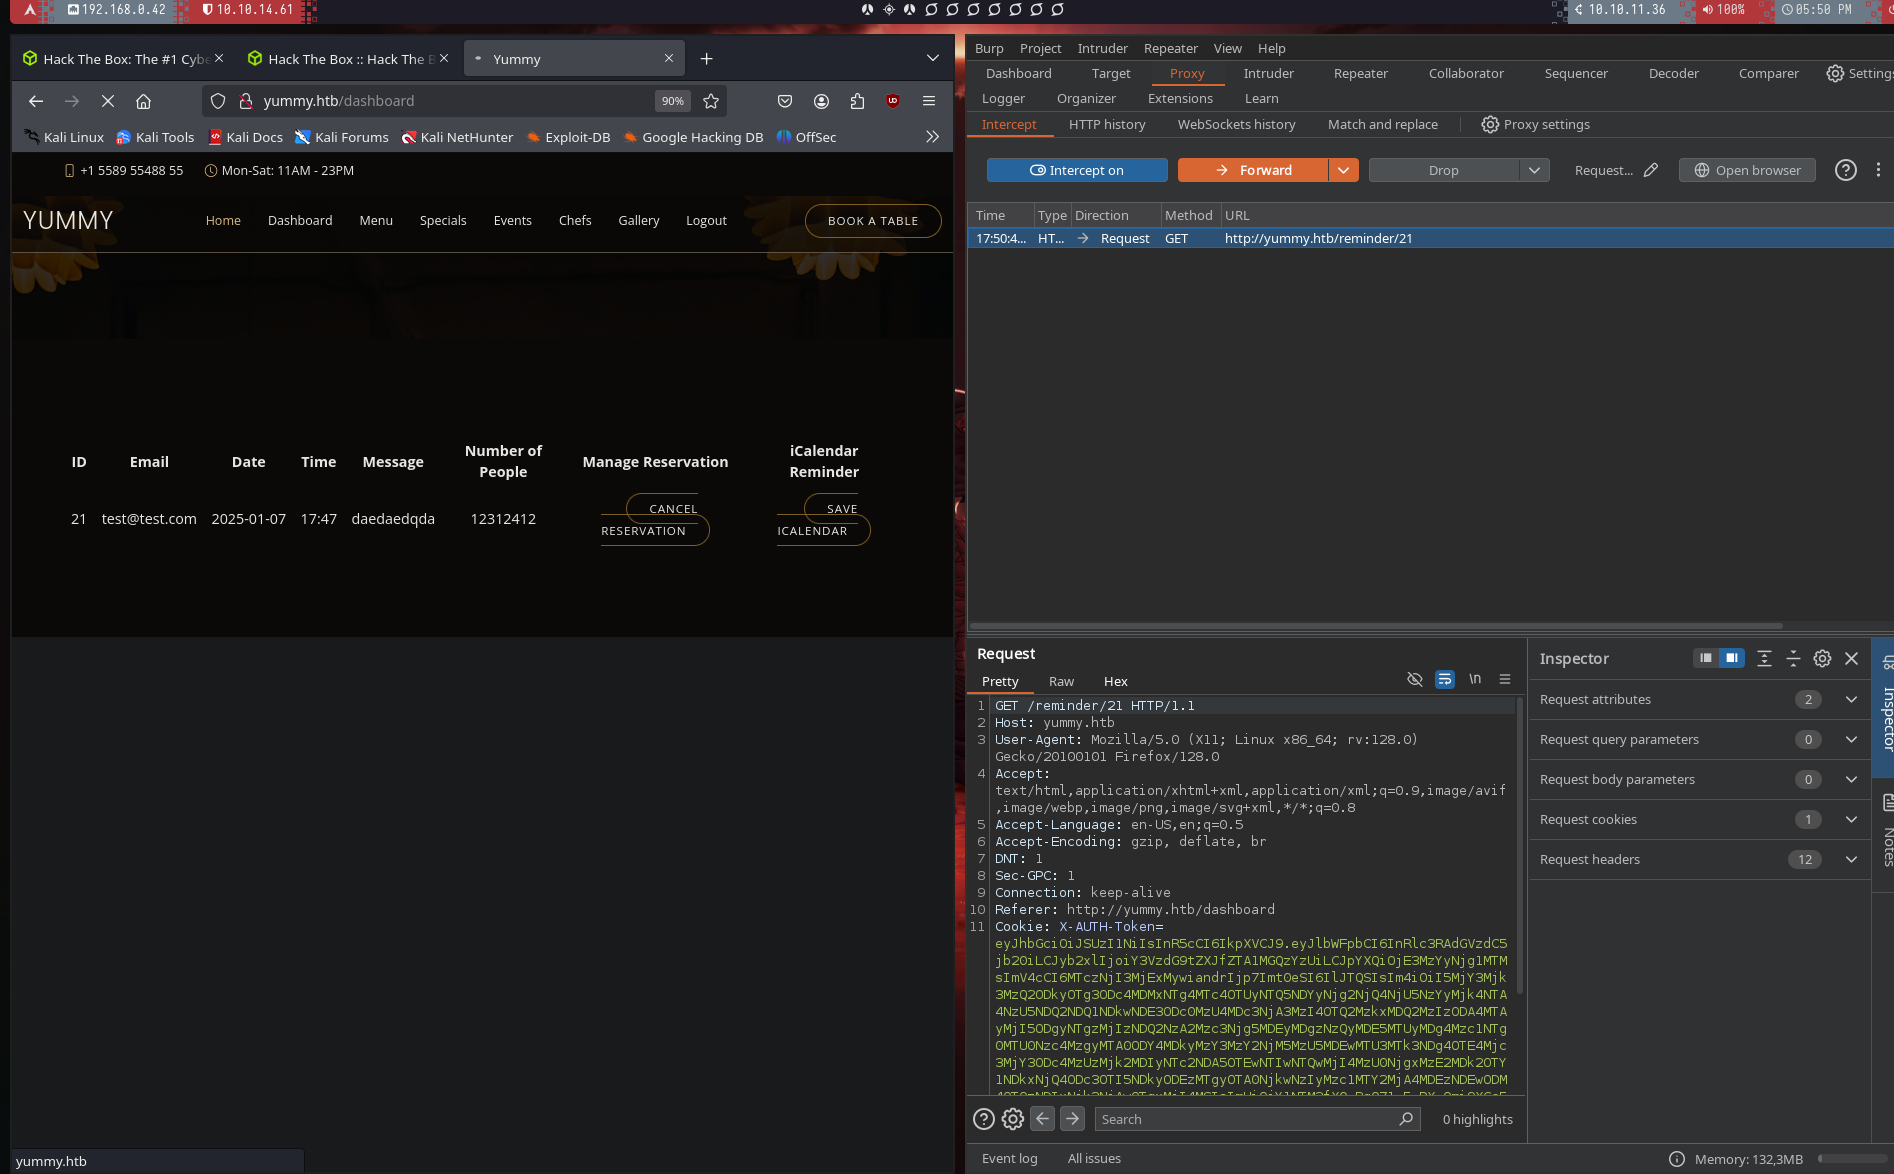 192.168.0.42
10.10.14.61
10.10.11.36
100%
05:50 PM
Hack The Box: The #1 Cybe
Hack The Box :: Hack The B
Yummy
yummy.htb/dashboard
90%
Kali Linux
Kali Tools
Kali Docs
Kali Forums
Kali NetHunter
Exploit-DB
Google Hacking DB
OffSec
+1 5589 55488 55
Mon-Sat: 11AM - 23PM
YUMMY
Home
Dashboard
Menu
Specials
Events
Chefs
Gallery
Logout
BOOK A TABLE
ID
Email
Date
Time
Message
Number of
People
Manage Reservation
iCalendar
Reminder
21
test@test.com
2025-01-07
17:47
daedaedqda
12312412
CANCEL
RESERVATION
SAVE
ICALENDAR
yummy.htb
Burp Project Intruder Repeater View Help
Dashboard Target Proxy Intruder Repeater Collaborator Sequencer Decoder Comparer Settings
Logger Organizer Extensions Learn
Intercept HTTP history WebSockets history Match and replace Proxy settings
Intercept on
Forward
Drop
Request...
Open browser
Time Type Direction Method URL
17:50:4... HT... Request GET http://yummy.htb/reminder/21
Request
Pretty Raw Hex
\n
1 GET /reminder/21 HTTP/1.1
2 Host: yummy.htb
3 User-Agent: Mozilla/5.0 (X11; Linux x86_64; rv:128.0)
Gecko/20100101 Firefox/128.0
4 Accept:
text/html,application/xhtml+xml,application/xml;q=0.9,image/avif
,image/webp,image/png,image/svg+xml,*/*;q=0.8
5 Accept-Language: en-US,en;q=0.5
6 Accept-Encoding: gzip, deflate, br
7 DNT: 1
8 Sec-GPC: 1
9 Connection: keep-alive
10 Referer: http://yummy.htb/dashboard
11 Cookie: X-AUTH-Token=
Search
0 highlights
Inspector
Request attributes 2
Request query parameters 0
Request body parameters 0
Request cookies 1
Request headers 12
Inspector
Notes
Event log
All issues
Memory: 132,3MB